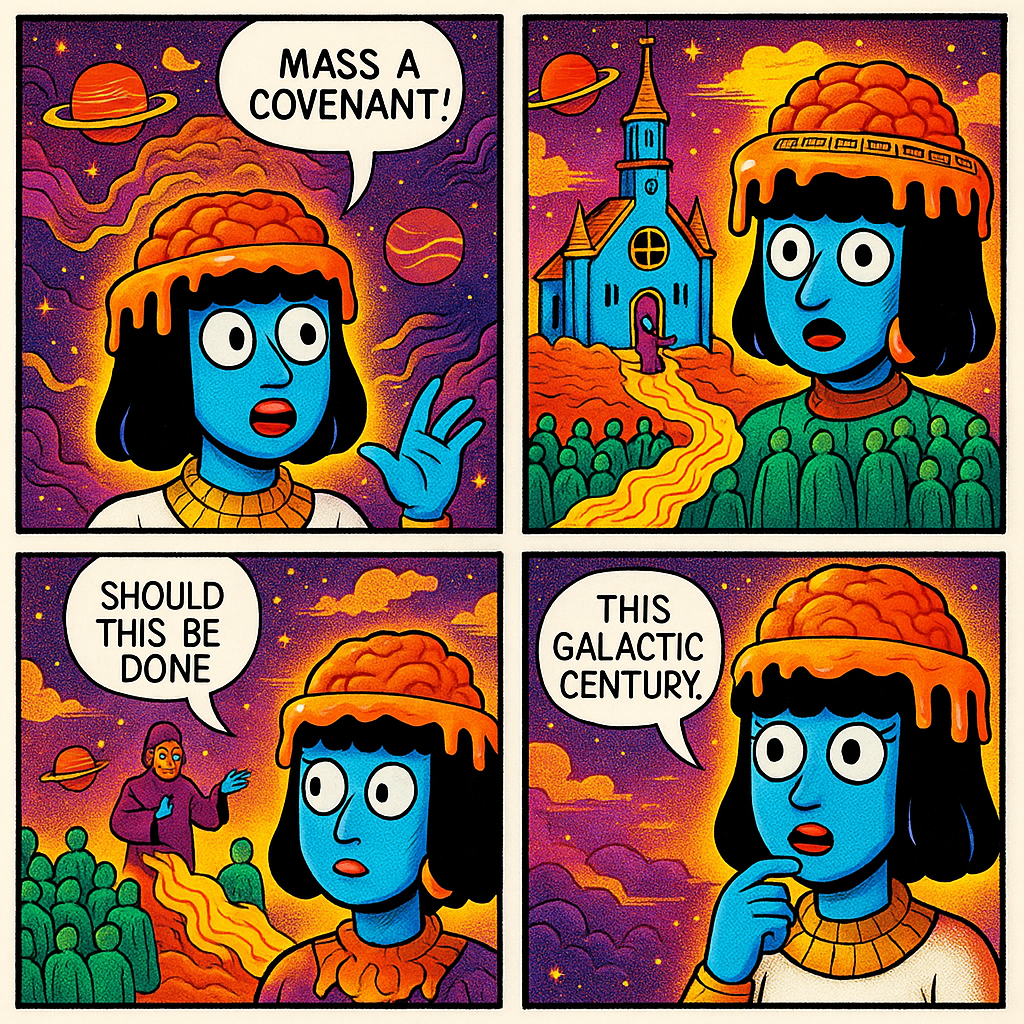 MASS A
COVENANT!
SHOULD
THIS BE
DONE
THIS
GALACTIC
CENTURY.